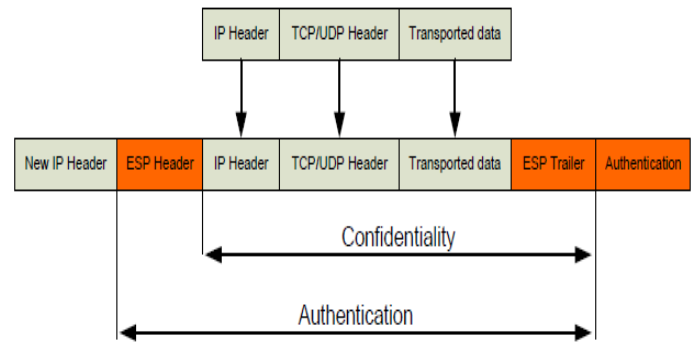 IP Header TCP/UDP Header Transported data
New IP Header ESP Header IP Header TCP/UDP Header Transported data ESP Trailer Authentication
Confidentiality
Authentication